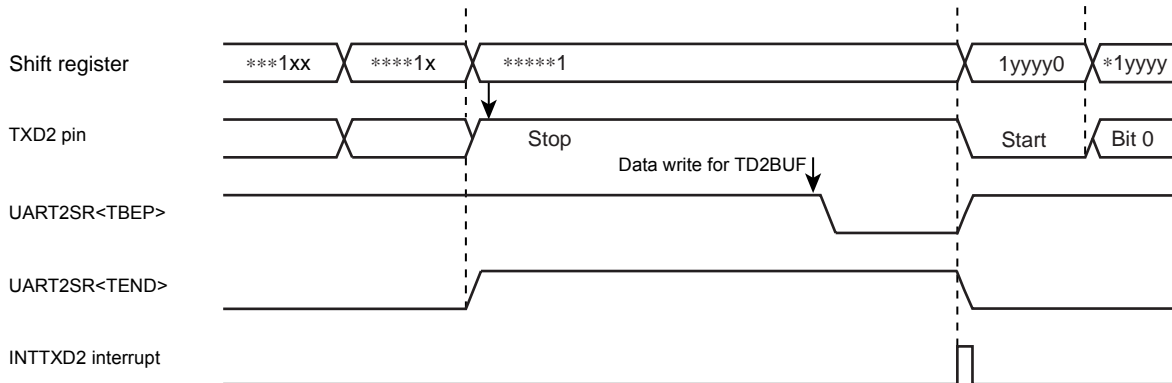 Shift register ***1xx ****1x *****1 1yyyy0 *1yyyy
TXD2 pin Stop Start Bit 0
Data write for TD2BUF
UART2SR<TBEP>
UART2SR<TEND>
INTTXD2 interrupt